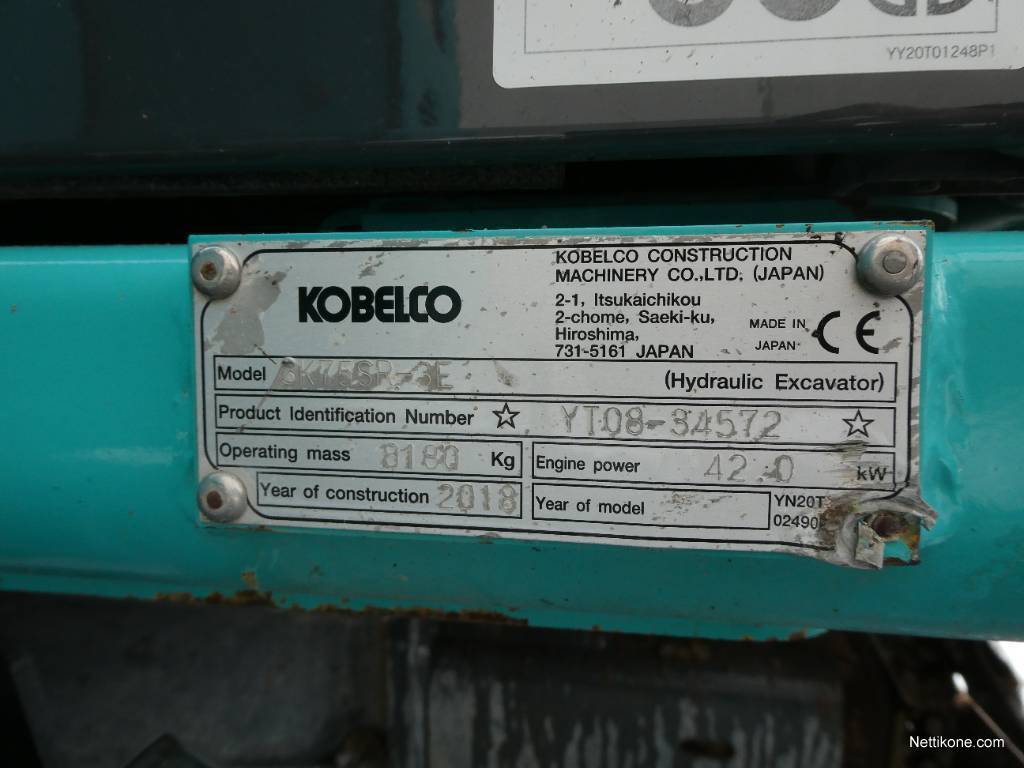 YY20T01248P1
KOBELCO
KOBELCO CONSTRUCTION
MACHINERY CO.,LTD. (JAPAN)
2-1, Itsukaichikou
2-chome, Saeki-ku,
Hiroshima,
731-5161 JAPAN
MADE IN
JAPAN
CE
Model SK75SR-3E (Hydraulic Excavator)
Product Identification Number ☆ YT08-34572 ☆
Operating mass 8180 Kg
Engine power 42.0 kW
Year of construction 2018
Year of model
YN20T
02490
Nettikone.com